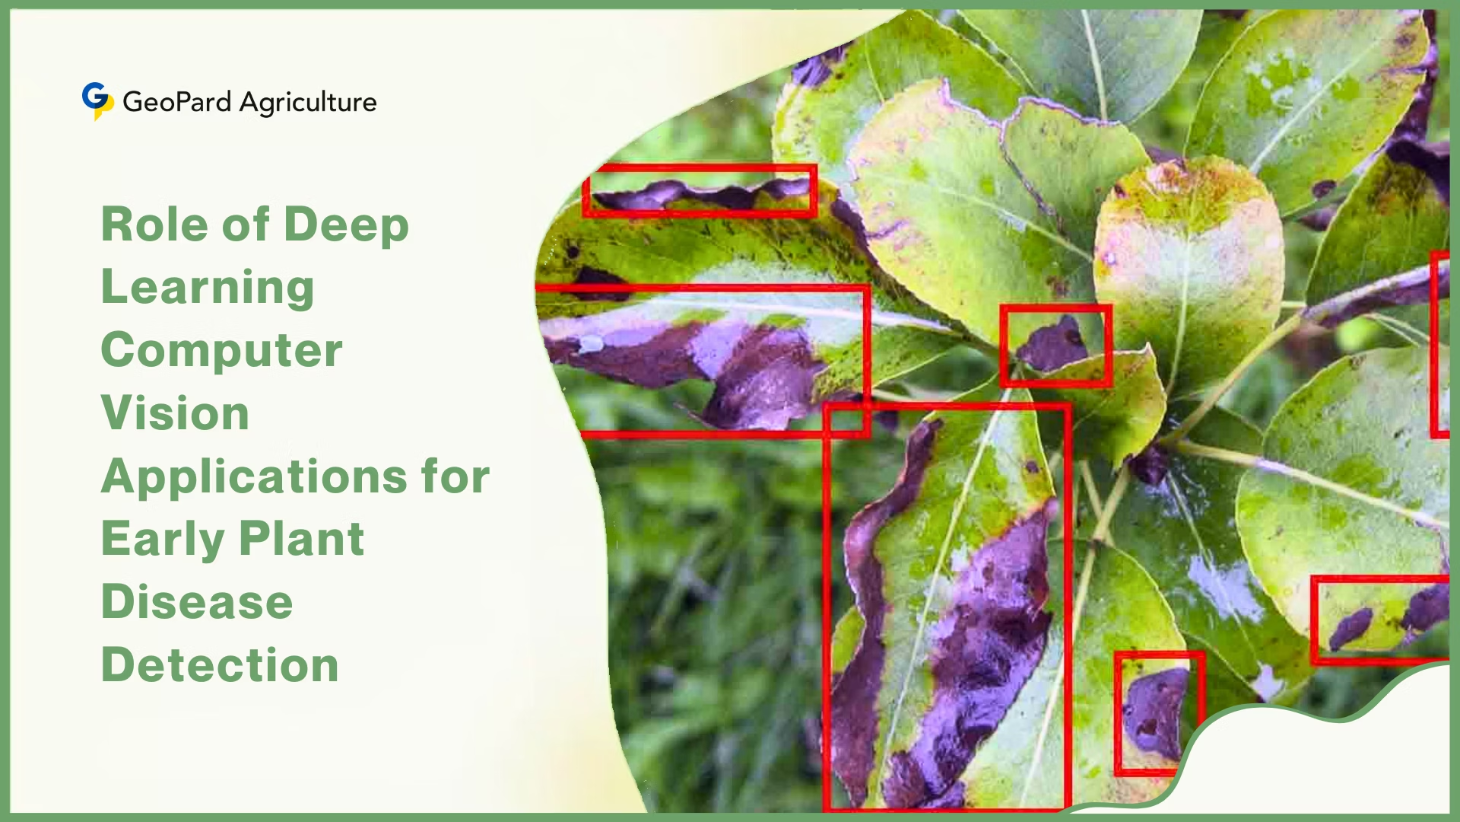 GeoPard Agriculture
Role of Deep
Learning
Computer
Vision
Applications for
Early Plant
Disease
Detection